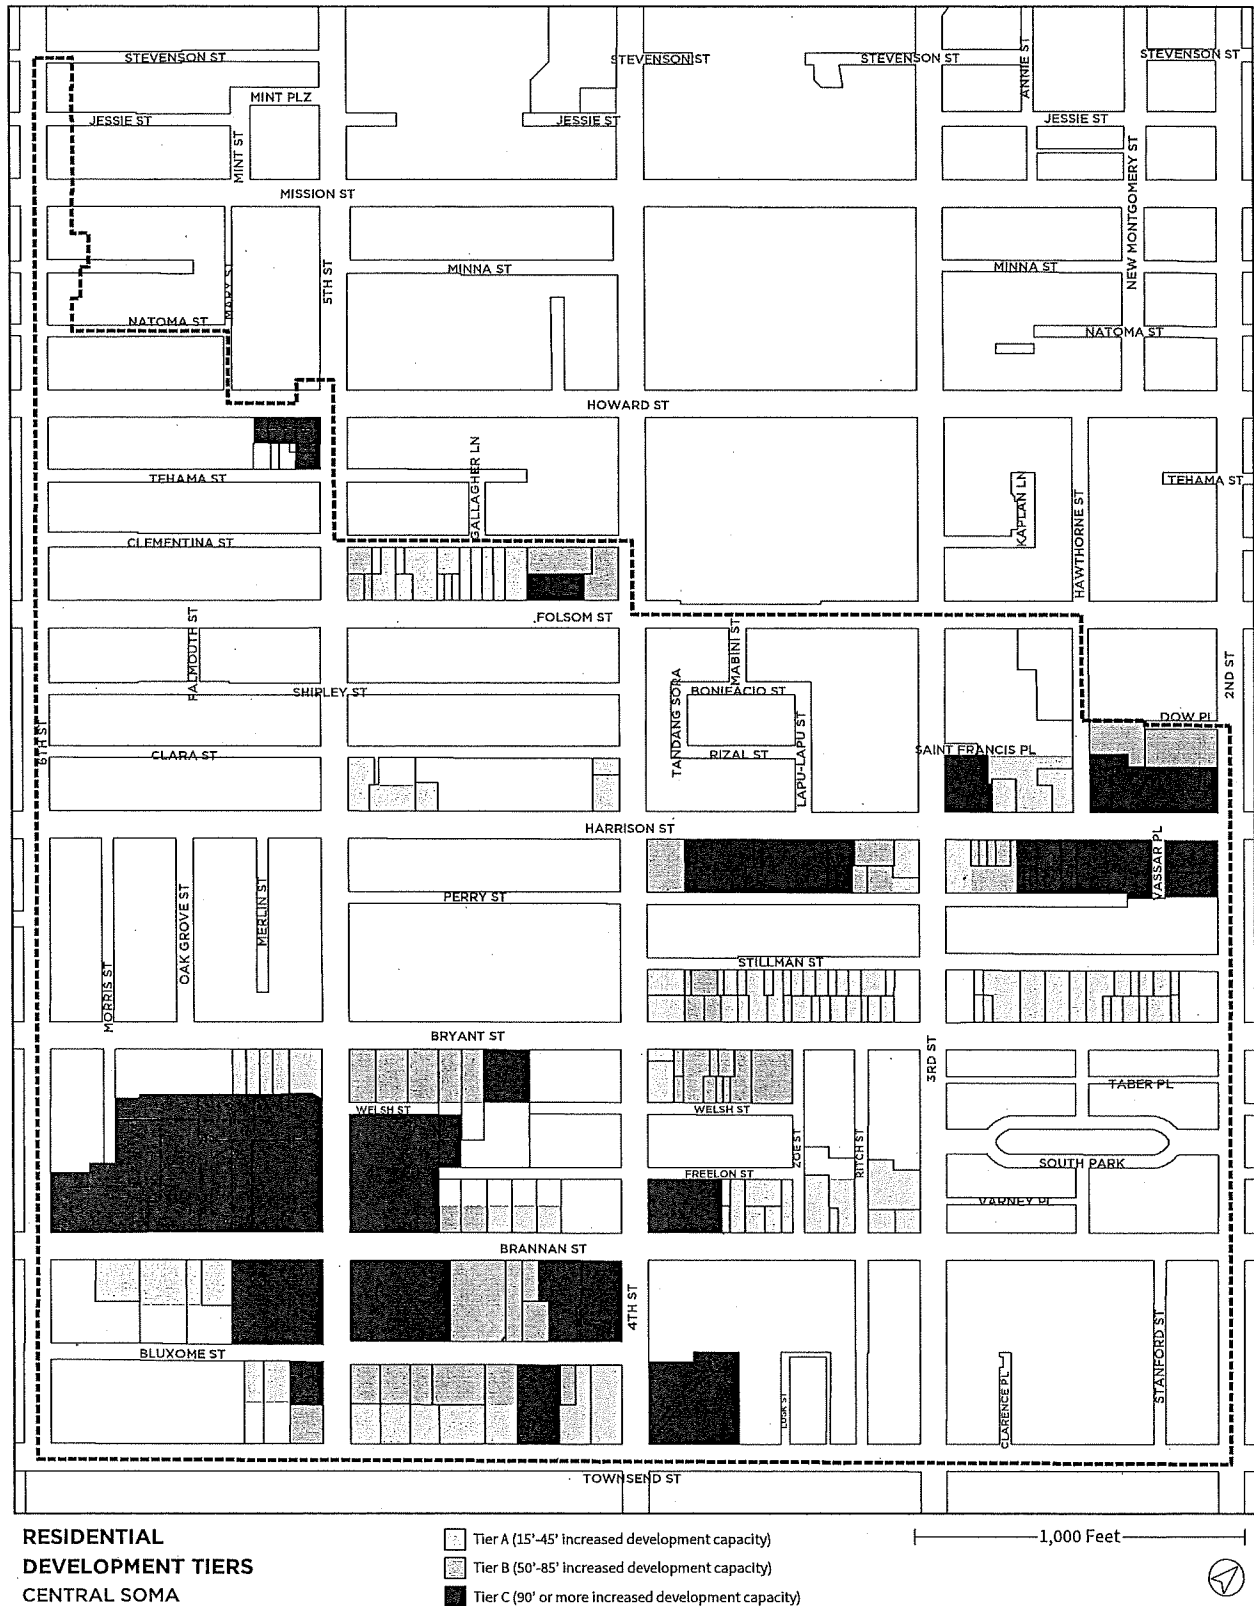 STEVENSON ST
STEVENSON ST
STEVENSON ST
STEVENSON ST
ANNIE ST
MINT PLZ
JESSIE ST
JESSIE ST
JESSIE ST
MINT ST
NEW MONTGOMERY ST
MISSION ST
MINNA ST
MINNA ST
MARY ST
5TH ST
NATOMA ST
NATOMA ST
HOWARD ST
GALLAGHER LN
KAPLAN LN
TEHAMA ST
TEHAMA ST
HAWTHORNE ST
CLEMENTINA ST
FOLSOM ST
FALMOUTH ST
MABINI ST
2ND ST
TANDANG SORA
SHIPLEY ST
BONIFACIO ST
DOW PL
6TH ST
CLARA ST
RIZAL ST
LAPU-LAPU ST
SAINT FRANCIS PL
HARRISON ST
VASSAR PL
OAK GROVE ST
MERLIN ST
PERRY ST
STILLMAN ST
MORRIS ST
BRYANT ST
3RD ST
TABER PL
WELSH ST
WELSH ST
ZOE ST
RITCH ST
SOUTH PARK
FREELON ST
VARNEY PL
BRANNAN ST
4TH ST
BLUXOME ST
STANFORD ST
LUSK ST
CLARENCE PL
TOWNSEND ST
RESIDENTIAL
DEVELOPMENT TIERS
CENTRAL SOMA
Tier A (15'-45' increased development capacity)
Tier B (50'-85' increased development capacity)
Tier C (90' or more increased development capacity)
1,000 Feet